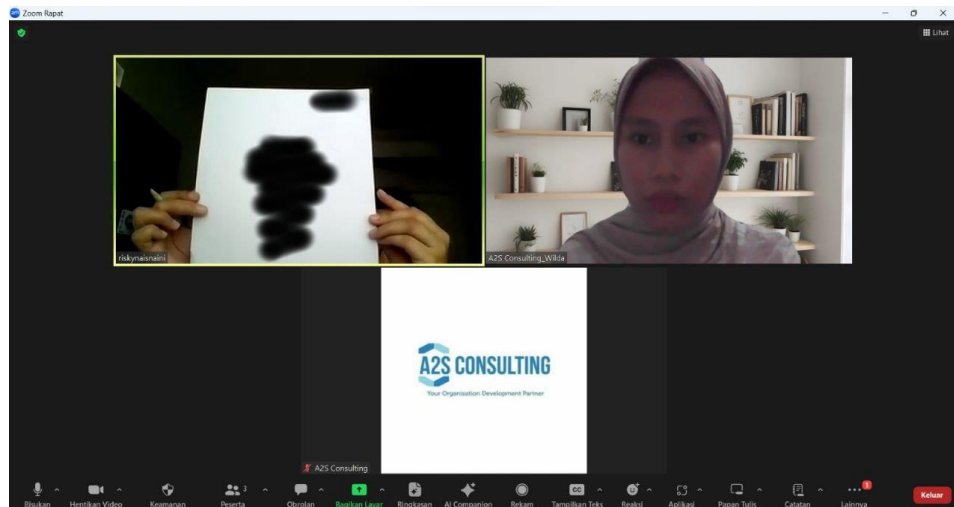 Zoom Rapat
Lihat
riskynaisnaini
A2S Consulting_Wilda
A2S CONSULTING
Your Organization Development Partner
A2S Consulting
Bisukan
Hentikan Video
Keamanan
3
Peserta
Obrolan
Bagikan Layar
Ringkasan
AI Companion
Rekam
CC
Tampilkan Teks
Reaksi
Aplikasi
Papan Tulis
Catatan
1
Lainnya
Keluar